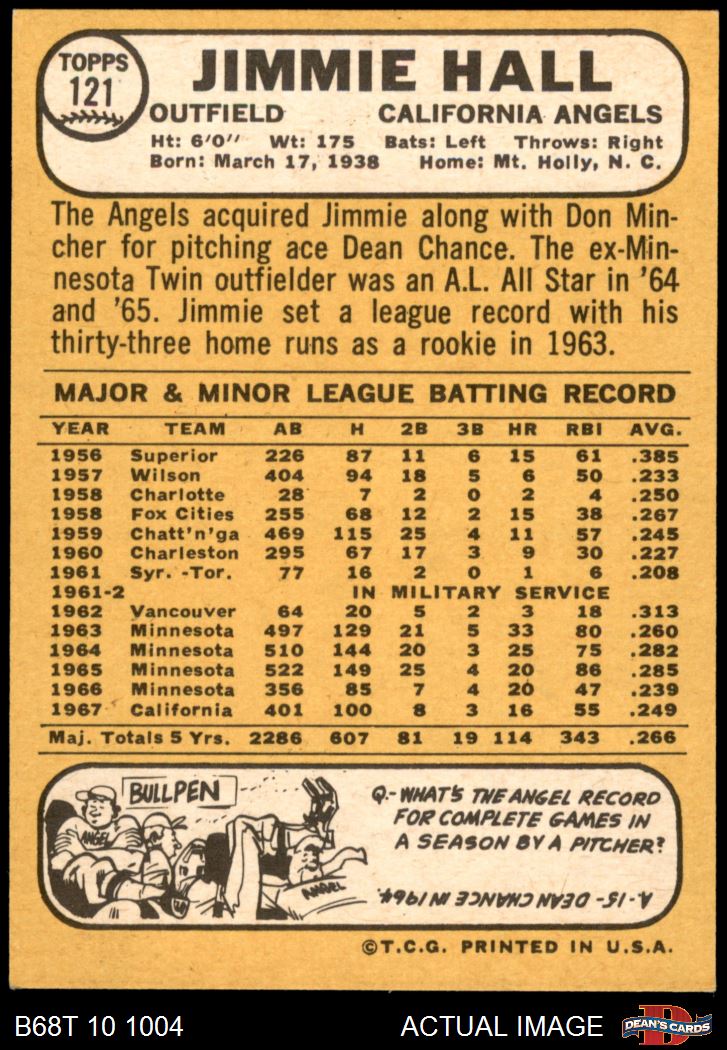 TOPPS
121
JIMMIE HALL
OUTFIELD CALIFORNIA ANGELS
Ht: 6'0" Wt: 175 Bats: Left Throws: Right
Born: March 17, 1938 Home: Mt. Holly, N. C.
The Angels acquired Jimmie along with Don Min-
cher for pitching ace Dean Chance. The ex-Min-
nesota Twin outfielder was an A.L. All Star in '64
and '65. Jimmie set a league record with his
thirty-three home runs as a rookie in 1963.
MAJOR & MINOR LEAGUE BATTING RECORD
YEAR TEAM AB H 2B 3B HR RBI AVG.
1956 Superior 226 87 11 6 15 61 .385
1957 Wilson 404 94 18 5 6 50 .233
1958 Charlotte 28 7 2 0 2 4 .250
1958 Fox Cities 255 68 12 2 15 38 .267
1959 Chatt'n'ga 469 115 25 4 11 57 .245
1960 Charleston 295 67 17 3 9 30 .227
1961 Syr. -Tor. 77 16 2 0 1 6 .208
1961-2 IN MILITARY SERVICE
1962 Vancouver 64 20 5 2 3 18 .313
1963 Minnesota 497 129 21 5 33 80 .260
1964 Minnesota 510 144 20 3 25 75 .282
1965 Minnesota 522 149 25 4 20 86 .285
1966 Minnesota 356 85 7 4 20 47 .239
1967 California 401 100 8 3 16 55 .249
Maj. Totals 5 Yrs. 2286 607 81 19 114 343 .266
BULLPEN
ANGEL
ANGEL
Q.-WHAT'S THE ANGEL RECORD
FOR COMPLETE GAMES IN
A SEASON BY A PITCHER?
A-15- DEAN CHANCE IN 1964
©T.C.G. PRINTED IN U.S.A.
B68T 10 1004 ACTUAL IMAGE
D
DEAN'S CARDS